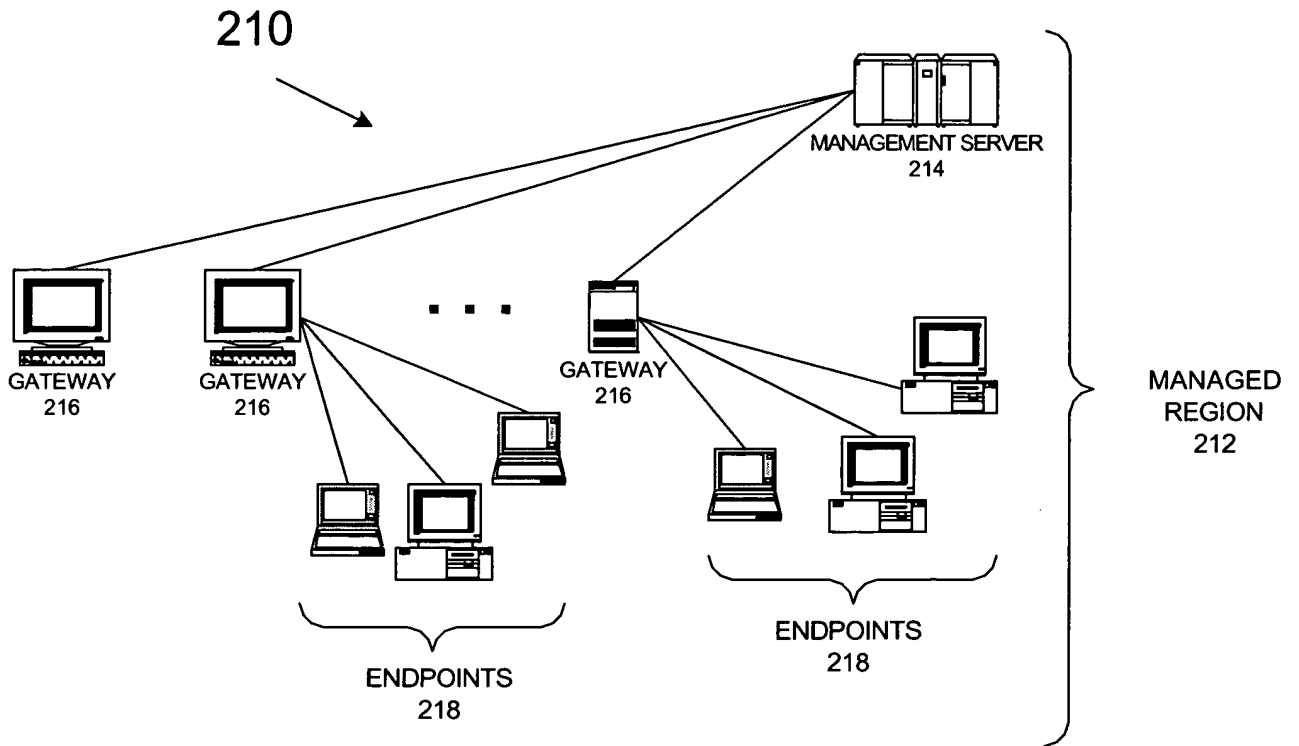 210
MANAGEMENT SERVER
214
GATEWAY
216
GATEWAY
216
GATEWAY
216
MANAGED
REGION
212
ENDPOINTS
218
ENDPOINTS
218